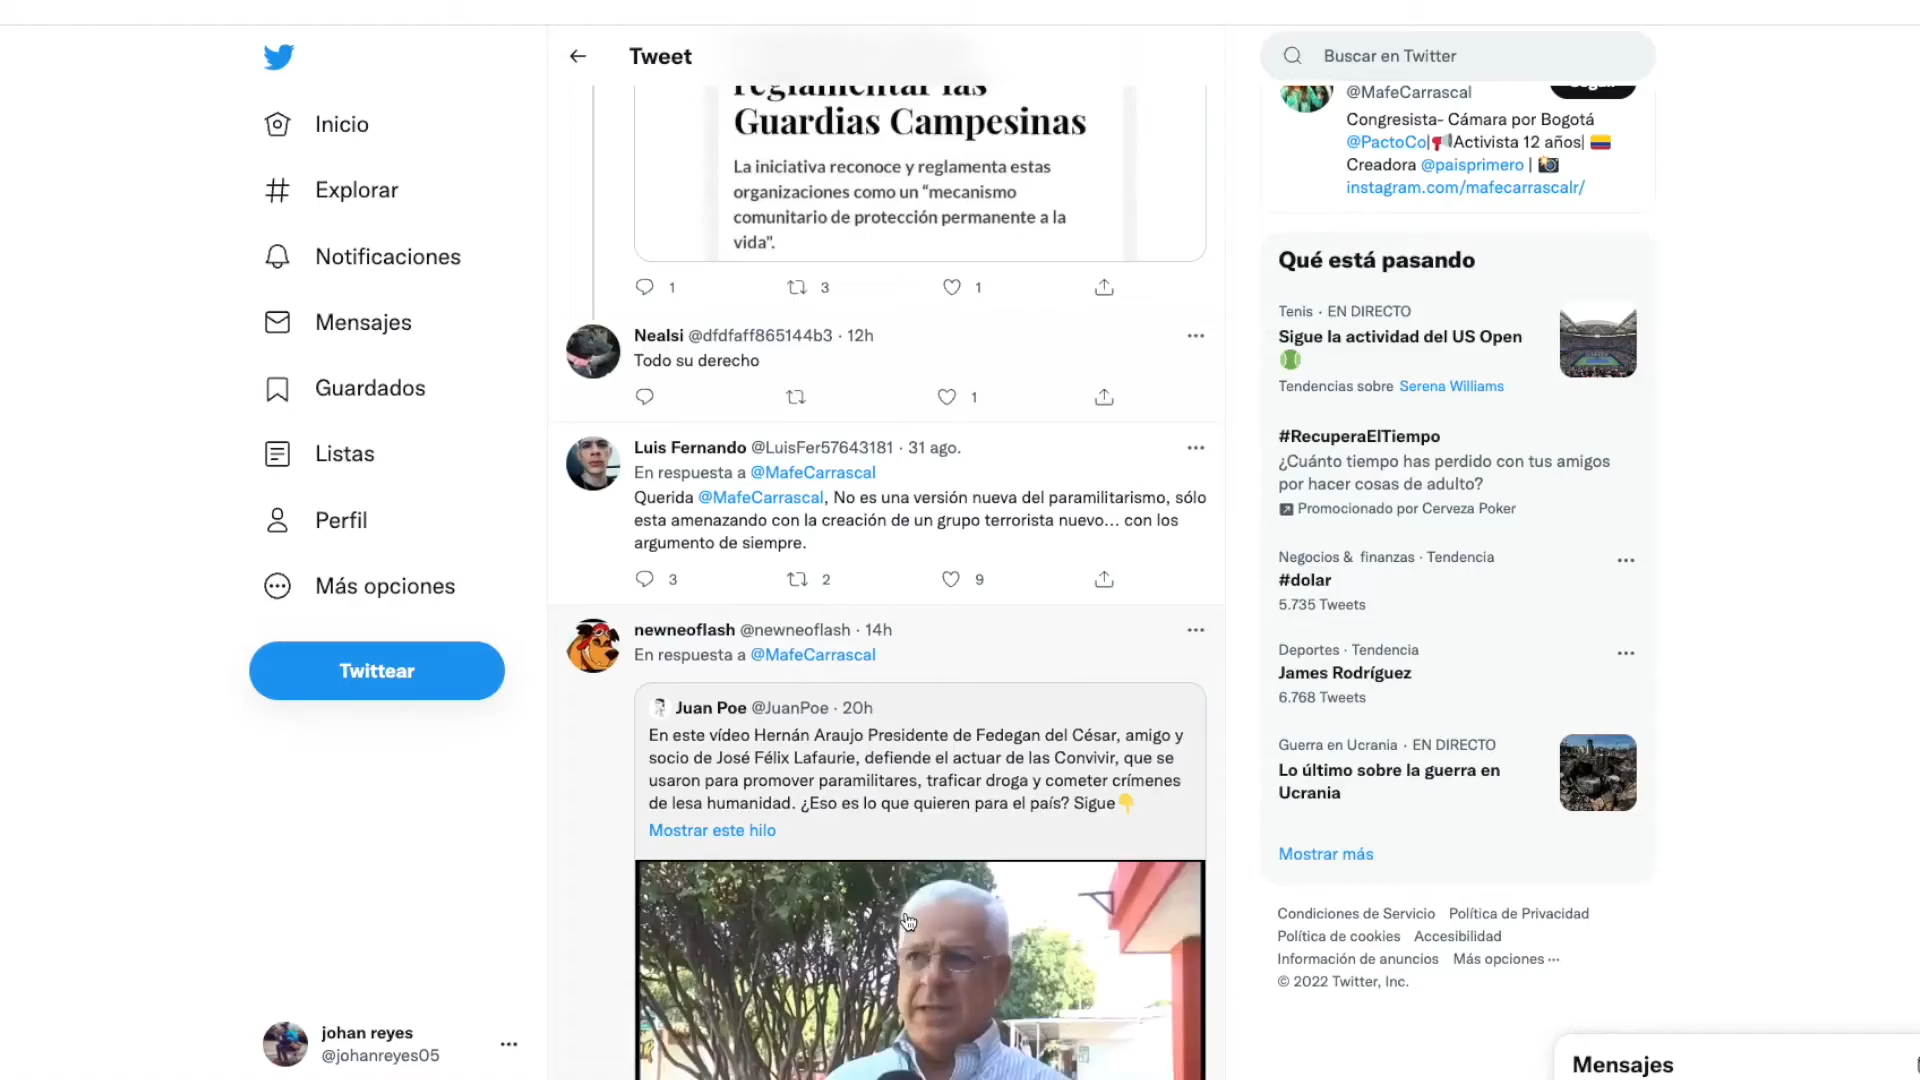 Inicio
Explorar
Notificaciones
Mensajes
Guardados
Listas
Perfil
Más opciones
Twittear
johan reyes
@johanreyes05
Tweet
reglamentar las
Guardias Campesinas
La iniciativa reconoce y reglamenta estas
organizaciones como un “mecanismo
comunitario de protección permanente a la
vida”.
1 3 1
Nealsi @dfdfaff865144b3 · 12h
Todo su derecho
1
Luis Fernando @LuisFer57643181 · 31 ago.
En respuesta a @MafeCarrascal
Querida @MafeCarrascal, No es una versión nueva del paramilitarismo, sólo
esta amenazando con la creación de un grupo terrorista nuevo... con los
argumento de siempre.
3 2 9
newneoflash @newneoflash · 14h
En respuesta a @MafeCarrascal
Juan Poe @JuanPoe · 20h
En este vídeo Hernán Araujo Presidente de Fedegan del César, amigo y
socio de José Félix Lafaurie, defiende el actuar de las Convivir, que se
usaron para promover paramilitares, traficar droga y cometer crímenes
de lesa humanidad. ¿Eso es lo que quieren para el país? Sigue👇
Mostrar este hilo
Buscar en Twitter
@MafeCarrascal
Seguir
Congresista- Cámara por Bogotá
@PactoCo|📢Activista 12 años| 🇨🇴
Creadora @paisprimero | 📸
instagram.com/mafecarrascalr/
Qué está pasando
Tenis · EN DIRECTO
Sigue la actividad del US Open
🎾
Tendencias sobre Serena Williams
#RecuperaElTiempo
¿Cuánto tiempo has perdido con tus amigos
por hacer cosas de adulto?
Promocionado por Cerveza Poker
Negocios & finanzas · Tendencia
#dolar
5.735 Tweets
Deportes · Tendencia
James Rodríguez
6.768 Tweets
Guerra en Ucrania · EN DIRECTO
Lo último sobre la guerra en
Ucrania
Mostrar más
Condiciones de Servicio Política de Privacidad
Política de cookies Accesibilidad
Información de anuncios Más opciones ···
© 2022 Twitter, Inc.
Mensajes